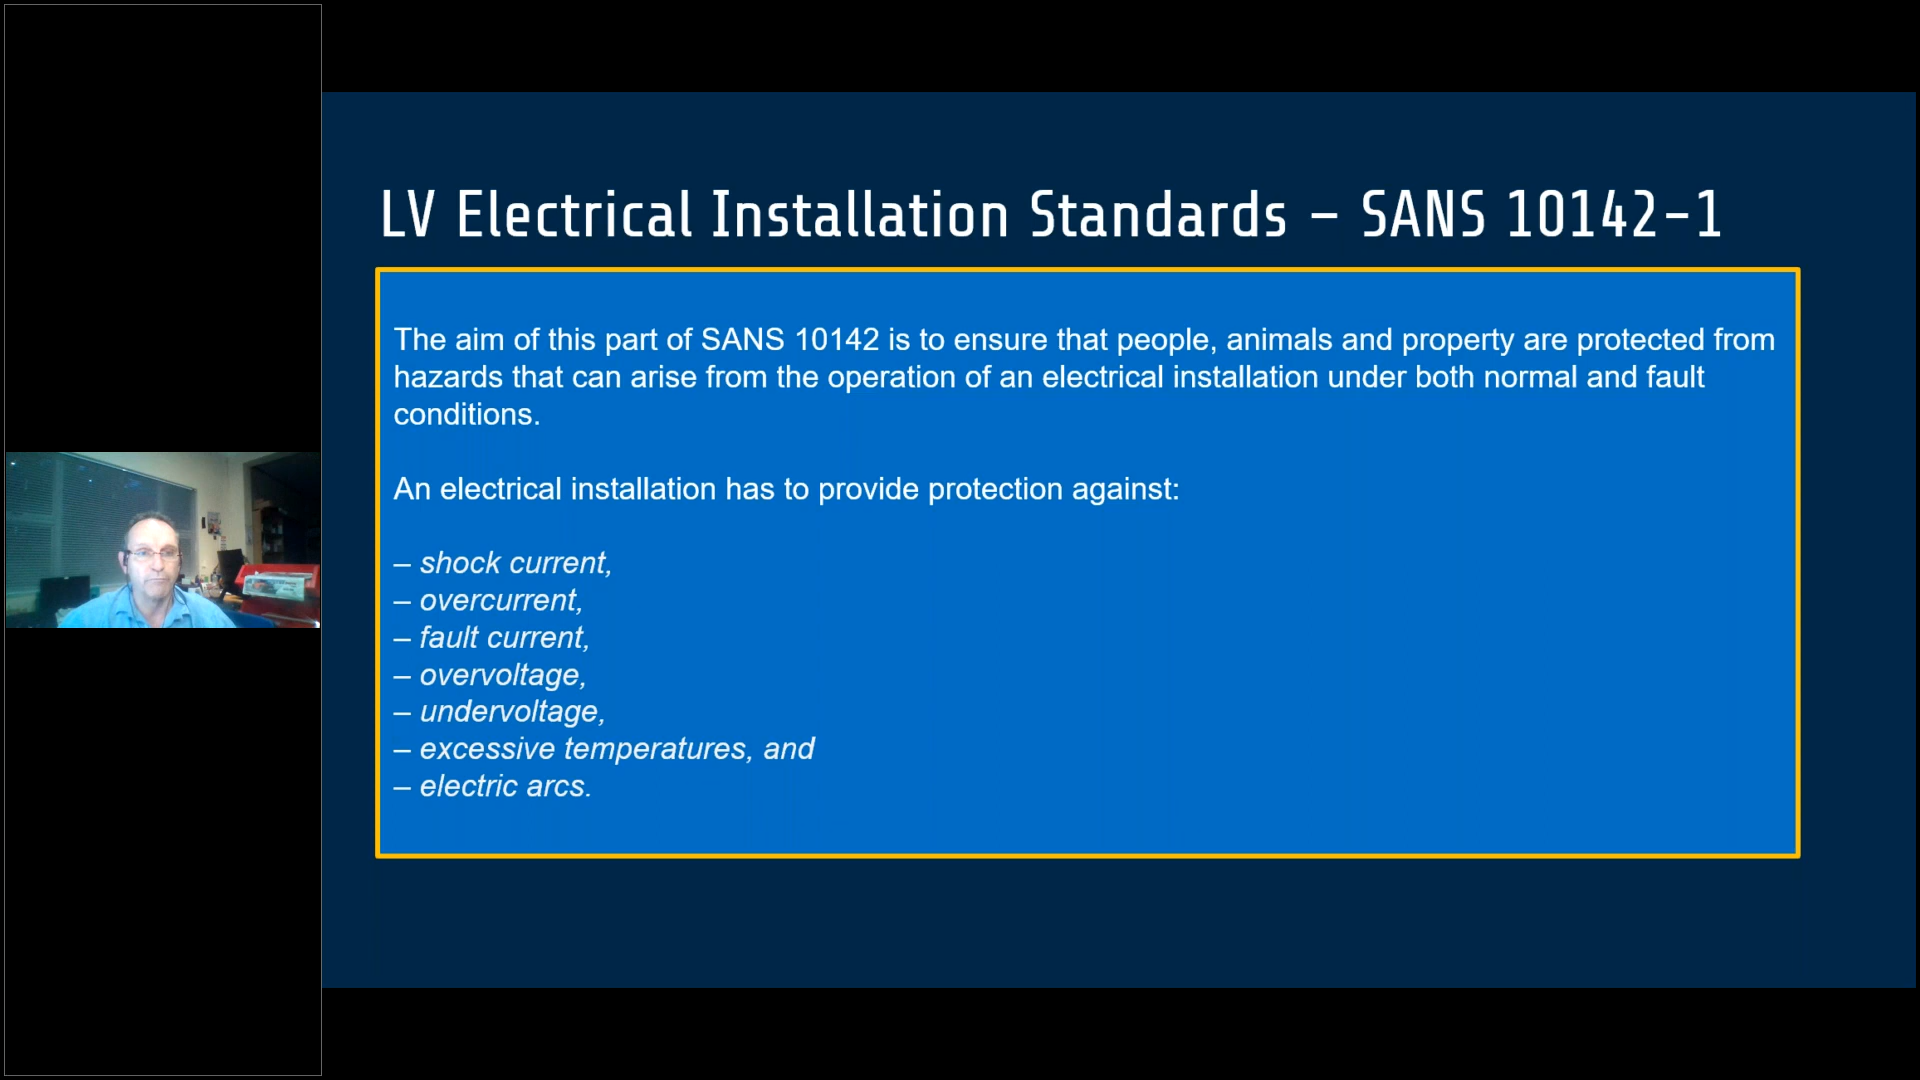 LV Electrical Installation Standards – SANS 10142-1
The aim of this part of SANS 10142 is to ensure that people, animals and property are protected from
hazards that can arise from the operation of an electrical installation under both normal and fault
conditions.
An electrical installation has to provide protection against:
– shock current,
– overcurrent,
– fault current,
– overvoltage,
– undervoltage,
– excessive temperatures, and
– electric arcs.